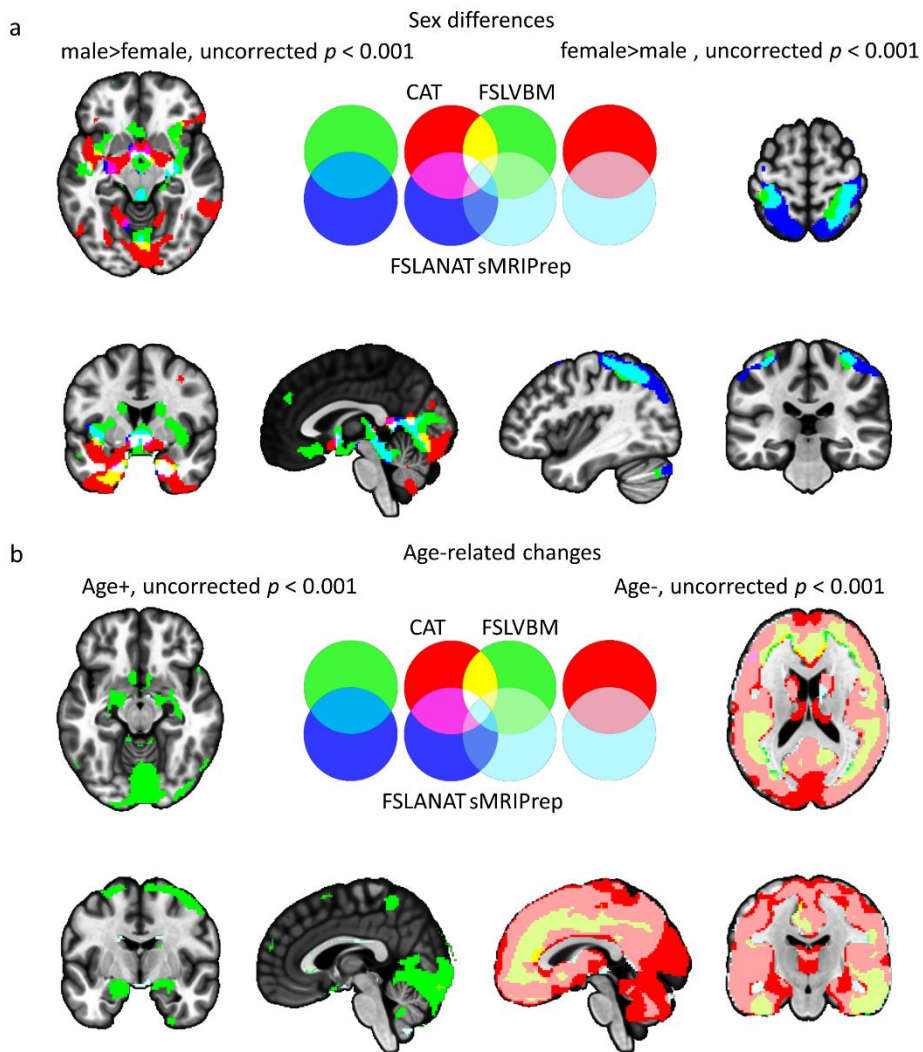 a
Sex differences
male>female, uncorrected p < 0.001
female>male , uncorrected p < 0.001
CAT FSLVBM
FSLANAT sMRIPrep
b
Age-related changes
Age+, uncorrected p < 0.001
Age-, uncorrected p < 0.001
CAT FSLVBM
FSLANAT sMRIPrep